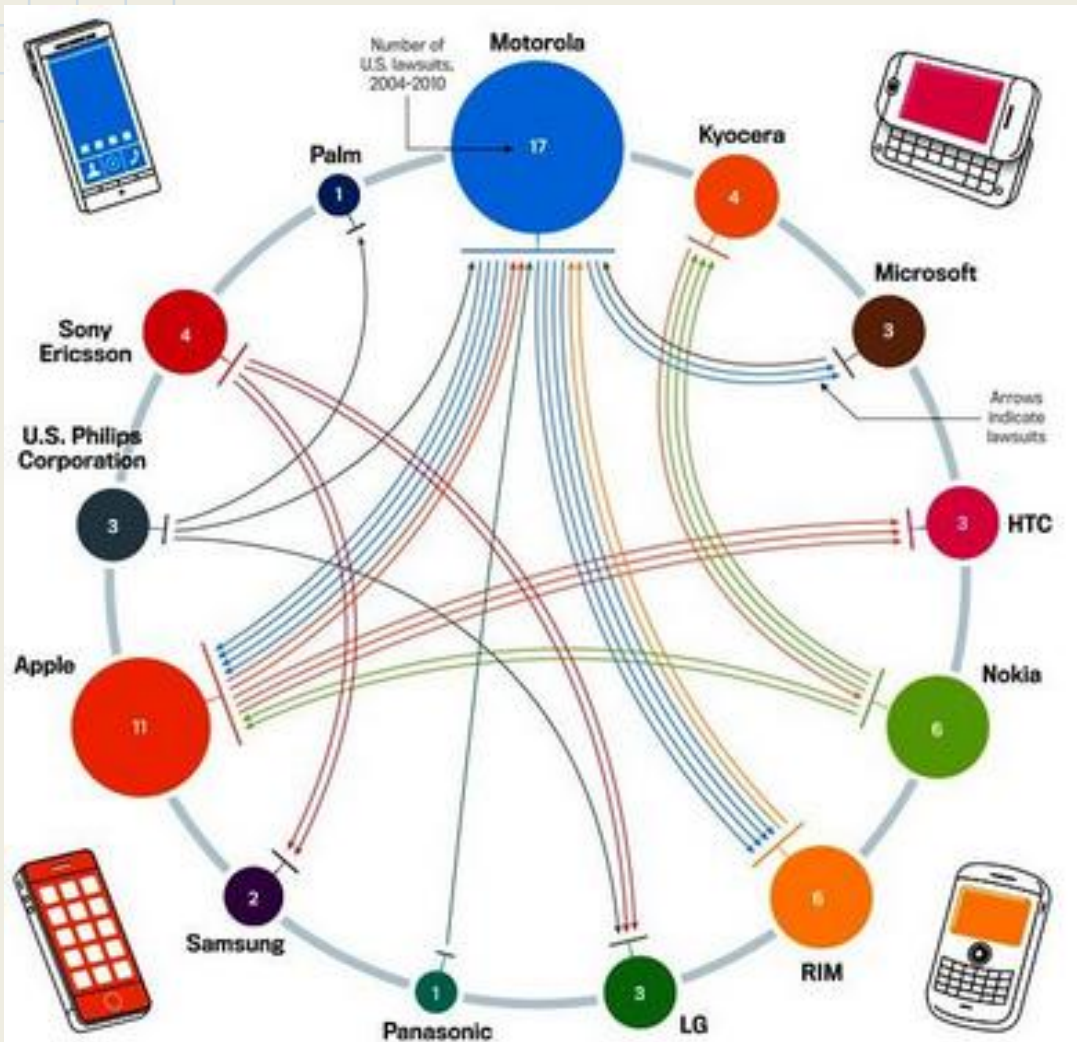 Number of
U.S. lawsuits,
2004-2010
Motorola
17
Kyocera
4
Palm
1
Microsoft
3
Sony
Ericsson
4
Arrows
indicate
lawsuits
U.S. Philips
Corporation
3
3
HTC
Apple
11
Nokia
6
Samsung
2
RIM
6
Panasonic
1
LG
3